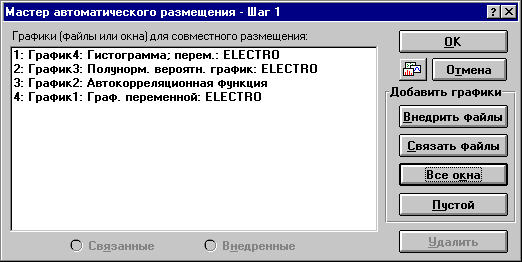 Мастер автоматического размещения - Шаг 1
Графики (файлы или окна) для совместного размещения:
1: График4: Гистограмма; перем.: ELECTRO
2: График3: Полунорм. вероятн. график: ELECTRO
3: График2: Автокорреляционная функция
4: График1: Граф. переменной: ELECTRO
OK
Отмена
Добавить графики
Внедрить файлы
Связать файлы
Все окна
Пустой
Удалить
Связанные
Внедренные